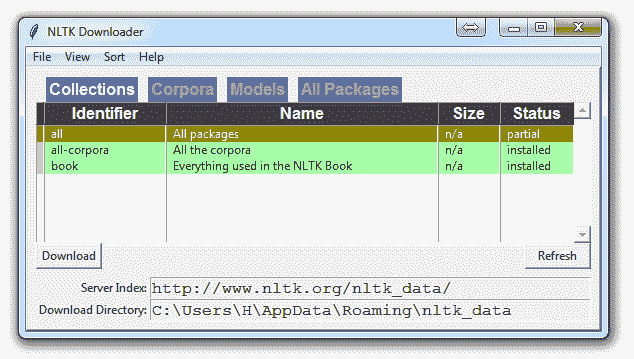 NLTK Downloader
File View Sort Help
Collections Corpora Models All Packages
Identifier Name Size Status
all All packages n/a partial
all-corpora All the corpora n/a installed
book Everything used in the NLTK Book n/a installed
Download Refresh
Server Index: http://www.nltk.org/nltk_data/
Download Directory: C:\Users\H\AppData\Roaming\nltk_data